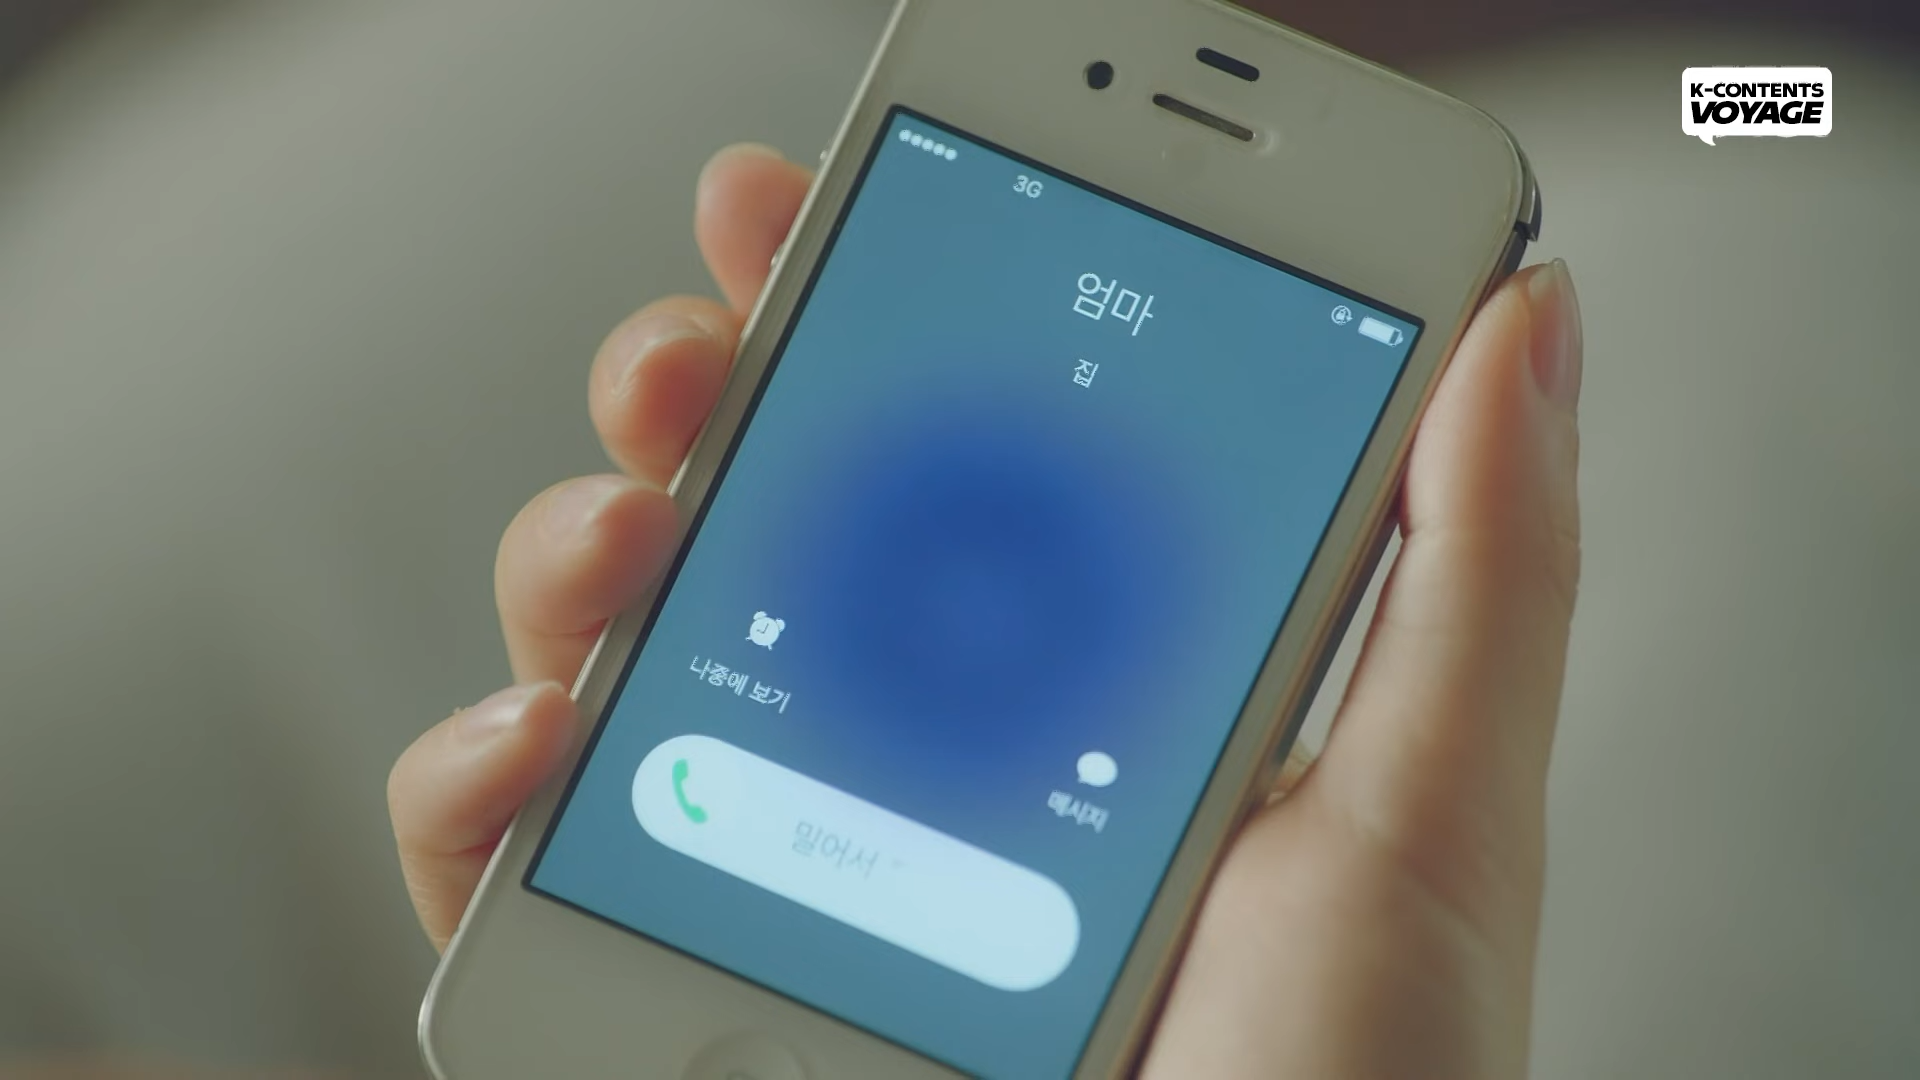 K-CONTENTS
VOYAGE
3G
엄마
집
나중에 보기
메시지
밀어서